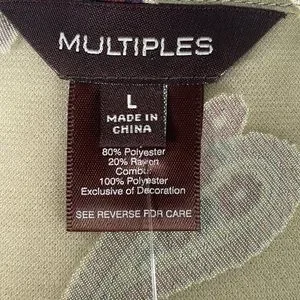 MULTIPLES
L
MADE IN
CHINA
80% Polyester
20% Rayon
Combo:
100% Polyester
Exclusive of Decoration
SEE REVERSE FOR CARE